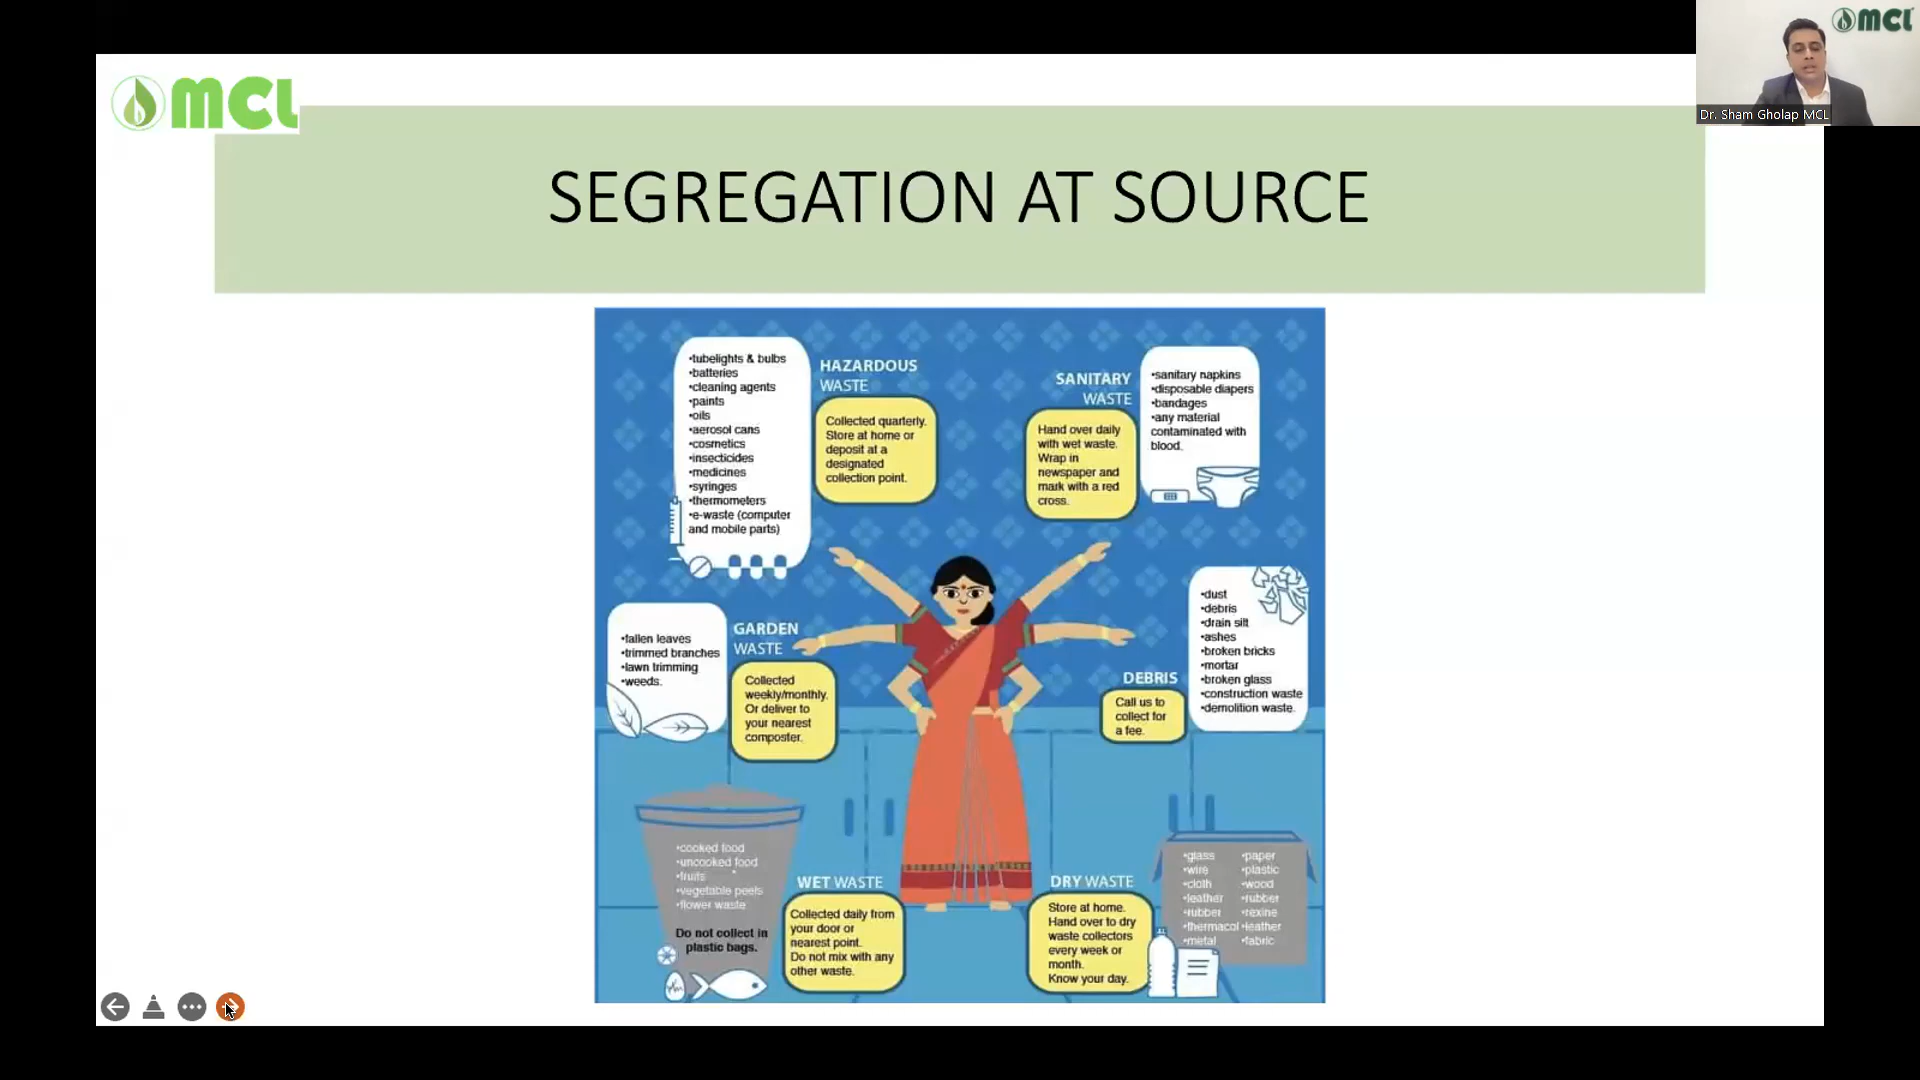 MCL
MCL
Dr. Sham Gholap MCL
SEGREGATION AT SOURCE
•tubelights & bulbs
•batteries
•cleaning agents
•paints
•oils
•aerosol cans
•cosmetics
•insecticides
•medicines
•syringes
•thermometers
•e-waste (computer
and mobile parts)
HAZARDOUS
WASTE
Collected quarterly.
Store at home or
deposit at a
designated
collection point.
SANITARY
WASTE
Hand over daily
with wet waste.
Wrap in
newspaper and
mark with a red
cross.
•sanitary napkins
•disposable diapers
•bandages
•any material
contaminated with
blood.
•fallen leaves
•trimmed branches
•lawn trimming
•weeds.
GARDEN
WASTE
Collected
weekly/monthly.
Or deliver to
your nearest
composter.
DEBRIS
Call us to
collect for
a fee.
•dust
•debris
•drain silt
•ashes
•broken bricks
•mortar
•broken glass
•construction waste
•demolition waste.
•cooked food
•uncooked food
•fruits
•vegetable peels
•flower waste
Do not collect in
plastic bags.
WET WASTE
Collected daily from
your door or
nearest point.
Do not mix with any
other waste.
DRY WASTE
Store at home.
Hand over to dry
waste collectors
every week or
month.
Know your day.
•glass •paper
•wire •plastic
•cloth •wood
•leather •rubber
•rubber •rexine
•thermacol •leather
•metal •fabric